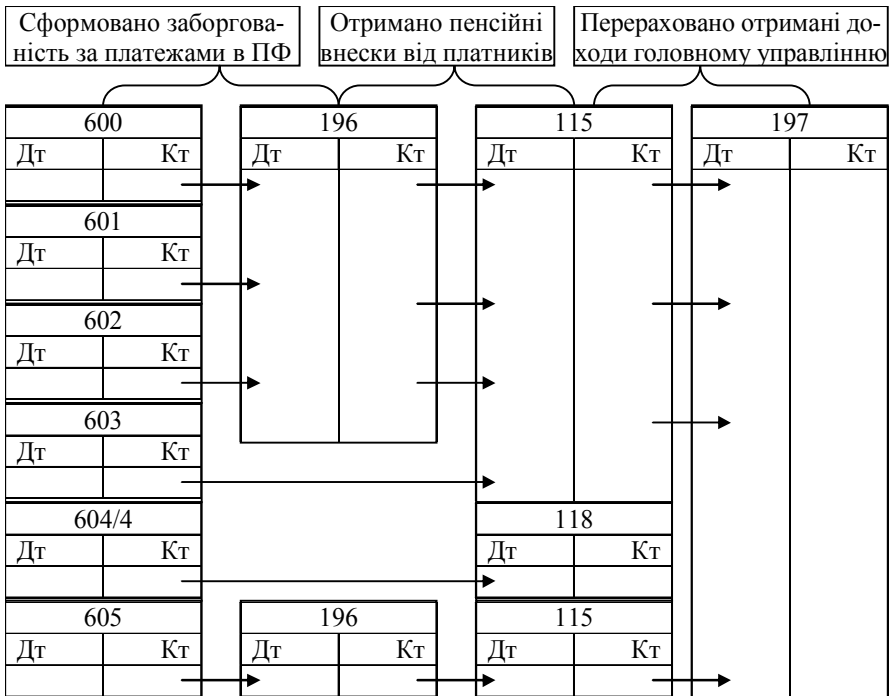 Сформовано заборгова-
ність за платежами в ПФ
Отримано пенсійні
внески від платників
Перераховано отримані до-
ходи головному управлінню
600
Дт Кт
196
Дт Кт
115
Дт Кт
197
Дт Кт
601
Дт Кт
602
Дт Кт
603
Дт Кт
604/4
Дт Кт
118
Дт Кт
605
Дт Кт
196
Дт Кт
115
Дт Кт